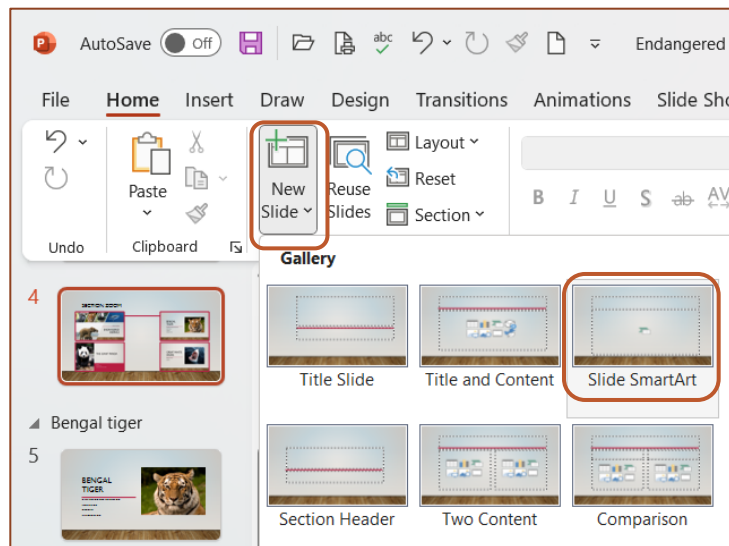 P AutoSave Off abc Endangered
File Home Insert Draw Design Transitions Animations Slide Sho
Undo
Paste
Clipboard
New
Slide
Reuse
Slides
Layout
Reset
Section
B I U S ab AV
Gallery
Title Slide Title and Content Slide SmartArt
Section Header Two Content Comparison
4
SECTION ZOOM
Bengal tiger
5
BENGAL
TIGER